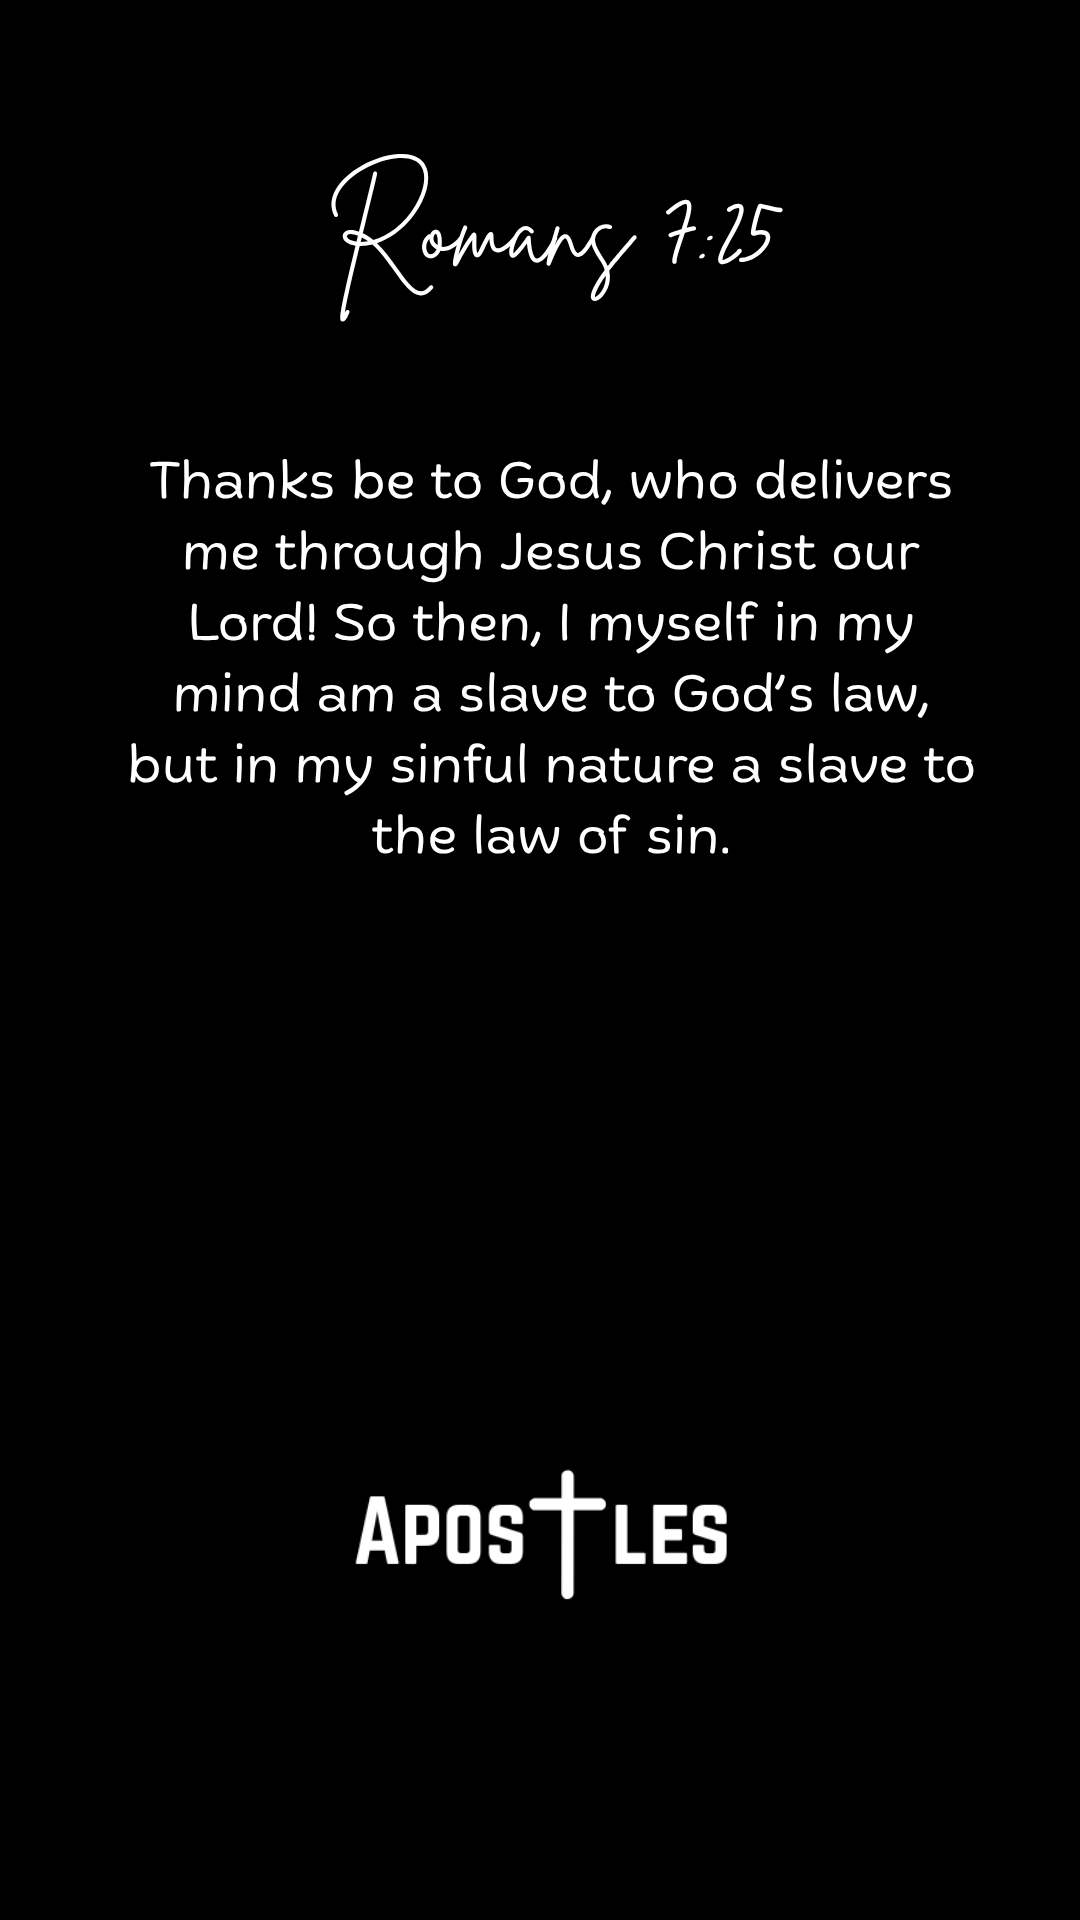 Romans 7:25
Thanks be to God, who delivers
me through Jesus Christ our
Lord! So then, I myself in my
mind am a slave to God’s law,
but in my sinful nature a slave to
the law of sin.
APOSTLES